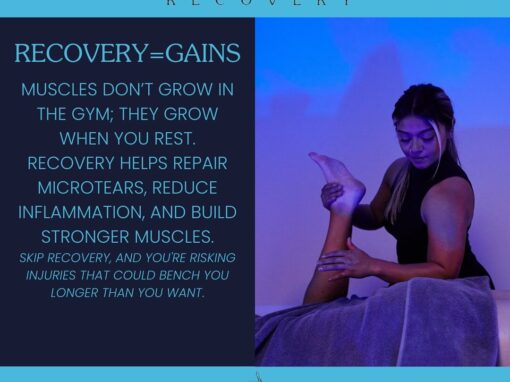 RECOVERY
RECOVERY=GAINS
MUSCLES DON'T GROW IN
THE GYM; THEY GROW
WHEN YOU REST.
RECOVERY HELPS REPAIR
MICROTEARS, REDUCE
INFLAMMATION, AND BUILD
STRONGER MUSCLES.
SKIP RECOVERY, AND YOU'RE RISKING
INJURIES THAT COULD BENCH YOU
LONGER THAN YOU WANT.